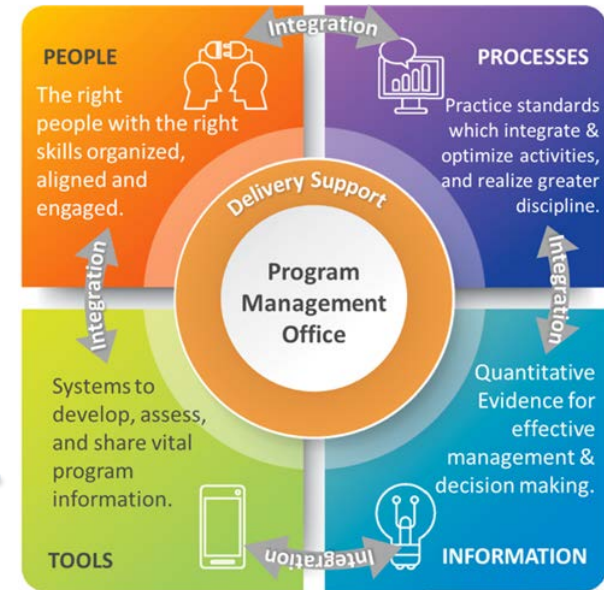 Integration
PEOPLE
The right
people with the right
skills organized,
aligned and
engaged.
PROCESSES
Practice standards
which integrate &
optimize activities,
and realize greater
discipline.
Delivery Support
Program
Management
Office
Integration
Integration
Systems to
develop, assess,
and share vital
program
information.
TOOLS
Quantitative
Evidence for
effective
management &
decision making.
INFORMATION
Integration